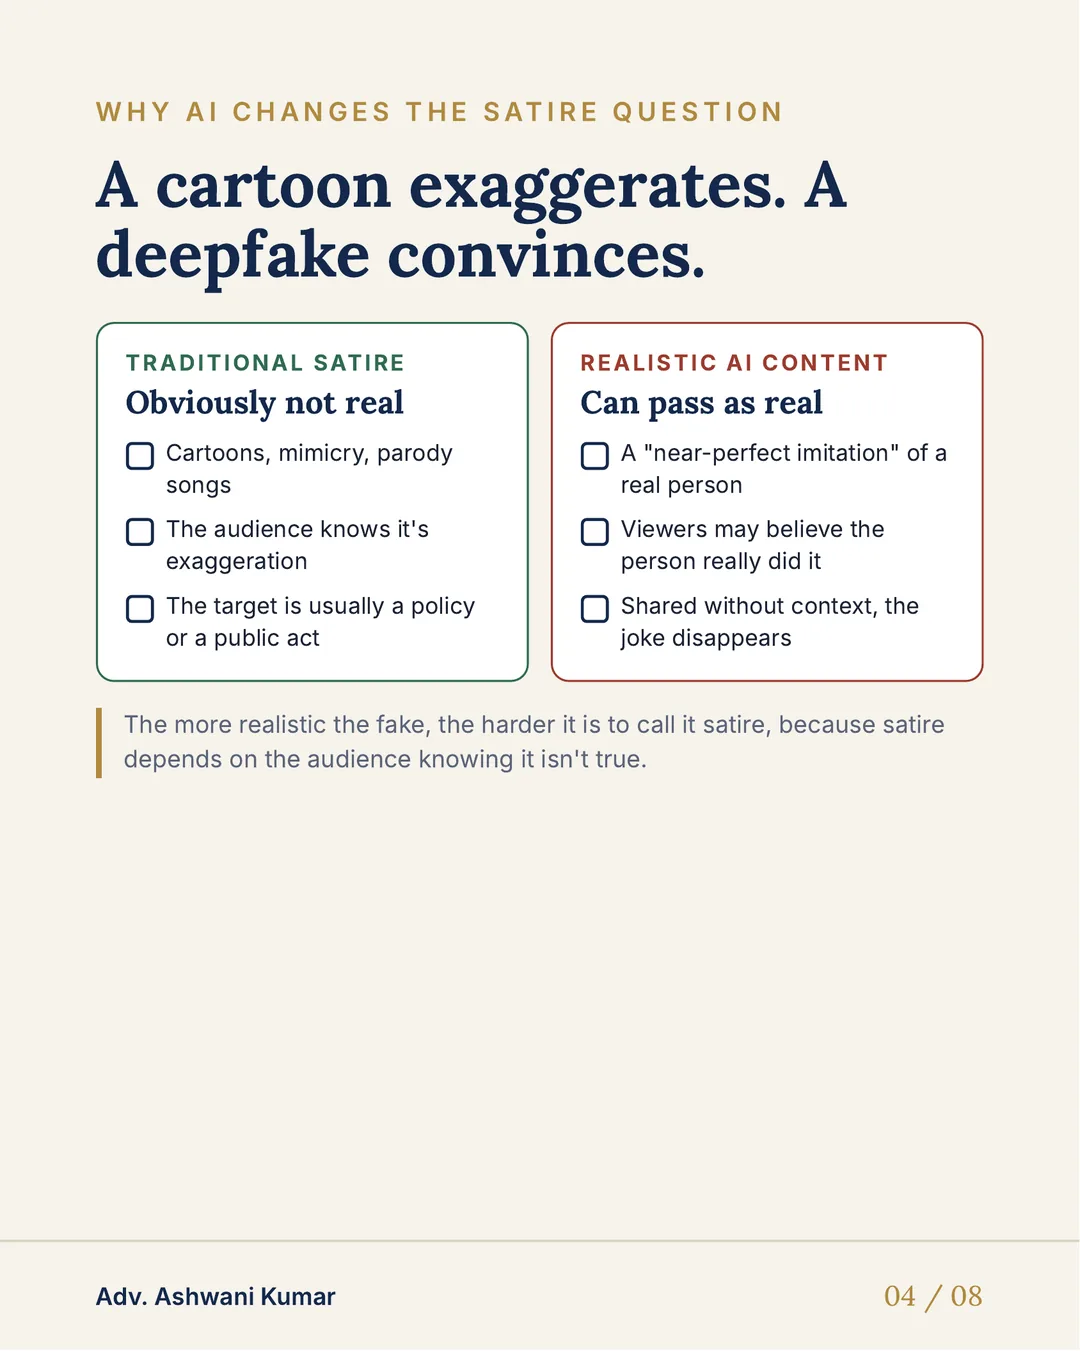 WHY AI CHANGES THE SATIRE QUESTION
A cartoon exaggerates. A
deepfake convinces.
TRADITIONAL SATIRE
Obviously not real
Cartoons, mimicry, parody
songs
The audience knows it's
exaggeration
The target is usually a policy
or a public act
REALISTIC AI CONTENT
Can pass as real
A "near-perfect imitation" of a
real person
Viewers may believe the
person really did it
Shared without context, the
joke disappears
The more realistic the fake, the harder it is to call it satire, because satire
depends on the audience knowing it isn't true.
Adv. Ashwani Kumar
04 / 08